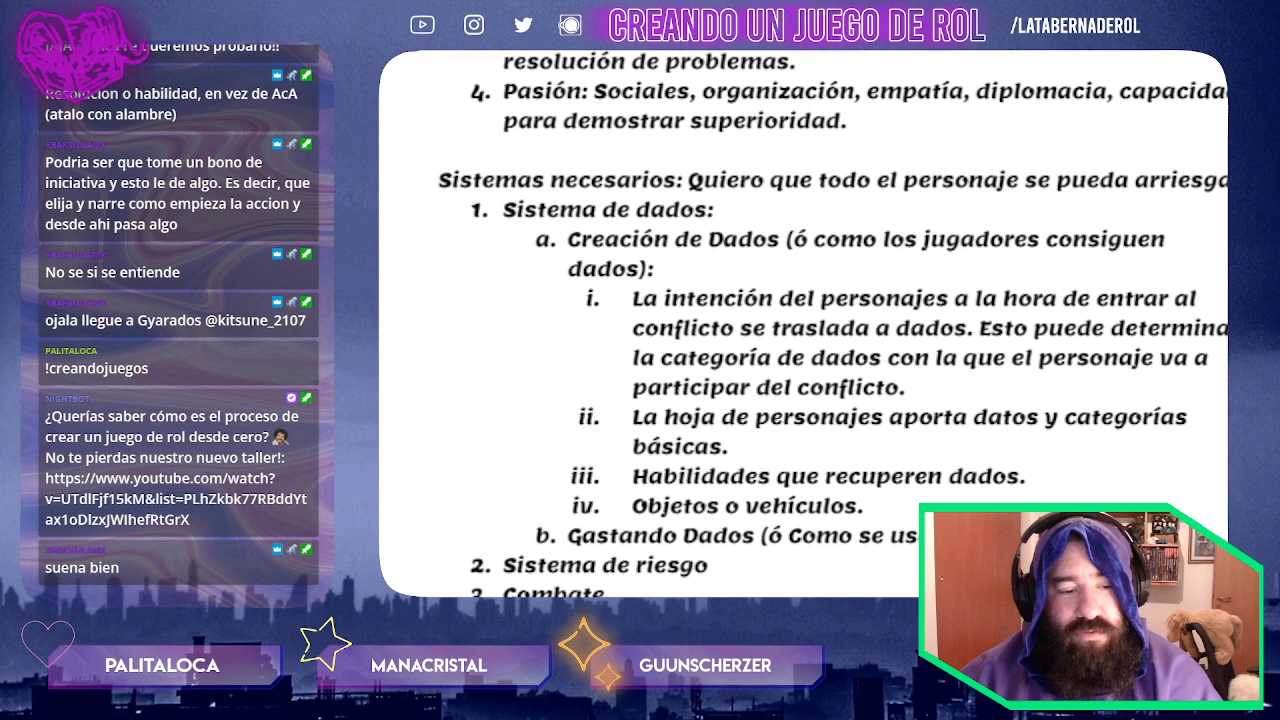 CREANDO UN JUEGO DE ROL
/LATABERNADEROL
queremos probarlo!!
Resolucion o habilidad, en vez de AcA
(atalo con alambre)
Podria ser que tome un bono de
iniciativa y esto le de algo. Es decir, que
elija y narre como empieza la accion y
desde ahi pasa algo
No se si se entiende
ojala llegue a Gyarados @kitsune_2107
PALITALOCA
!creandojuegos
NIGHTBOT
¿Querías saber cómo es el proceso de
crear un juego de rol desde cero?
No te pierdas nuestro nuevo taller!:
https://www.youtube.com/watch?
v=UTdlFjf15kM&list=PLhZkbk77RBddYt
ax1oDlzxJWlhefRtGrX
suena bien
resolución de problemas.
4. Pasión: Sociales, organización, empatía, diplomacia, capacida
para demostrar superioridad.
Sistemas necesarios: Quiero que todo el personaje se pueda arriesga
1. Sistema de dados:
a. Creación de Dados (ó como los jugadores consiguen
dados):
i. La intención del personajes a la hora de entrar al
conflicto se traslada a dados. Esto puede determina
la categoría de dados con la que el personaje va a
participar del conflicto.
ii. La hoja de personajes aporta datos y categorías
básicas.
iii. Habilidades que recuperen dados.
iv. Objetos o vehículos.
b. Gastando Dados (ó Como se us
2. Sistema de riesgo
3. Combate
PALITALOCA
MANACRISTAL
GUUNSCHERZER